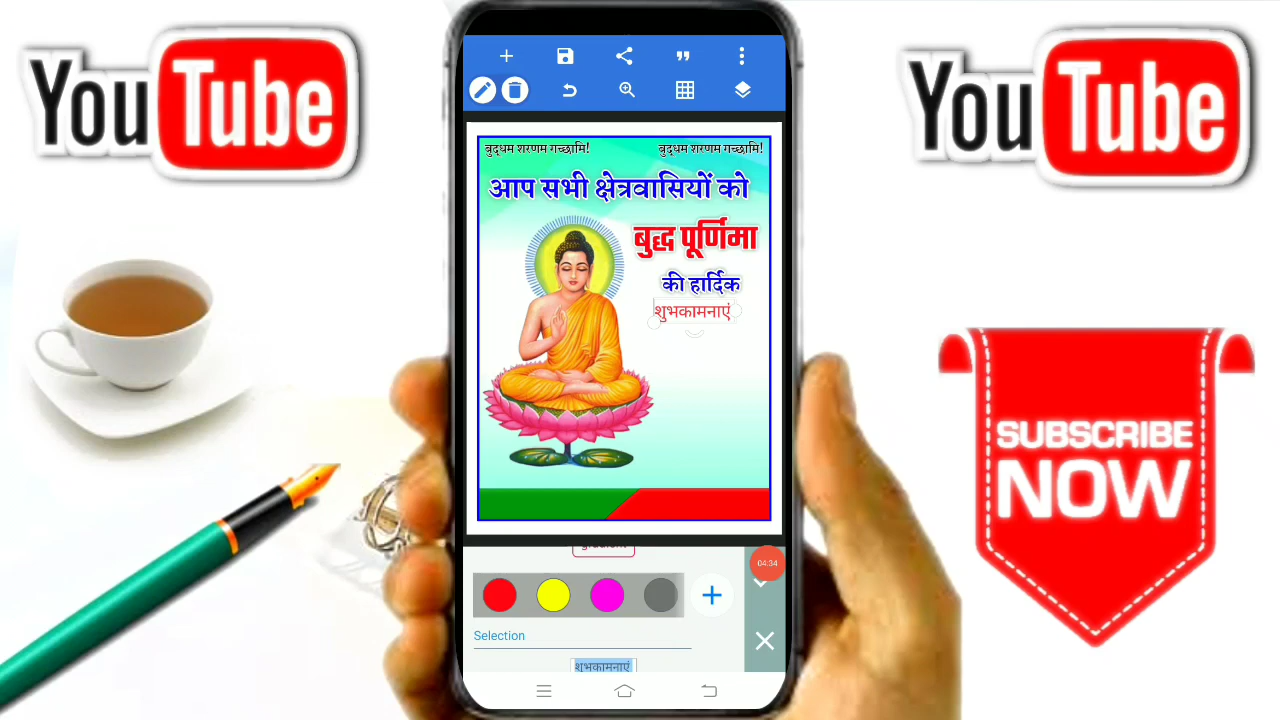 YouTube
YouTube
बुद्धम शरणम गच्छामि!
बुद्धम शरणम गच्छामि!
आप सभी क्षेत्रवासियों को
बुद्ध पूर्णिमा
की हार्दिक
शुभकामनाएं
SUBSCRIBE
NOW
gradient
04:34
Selection
शुभकामनाएं